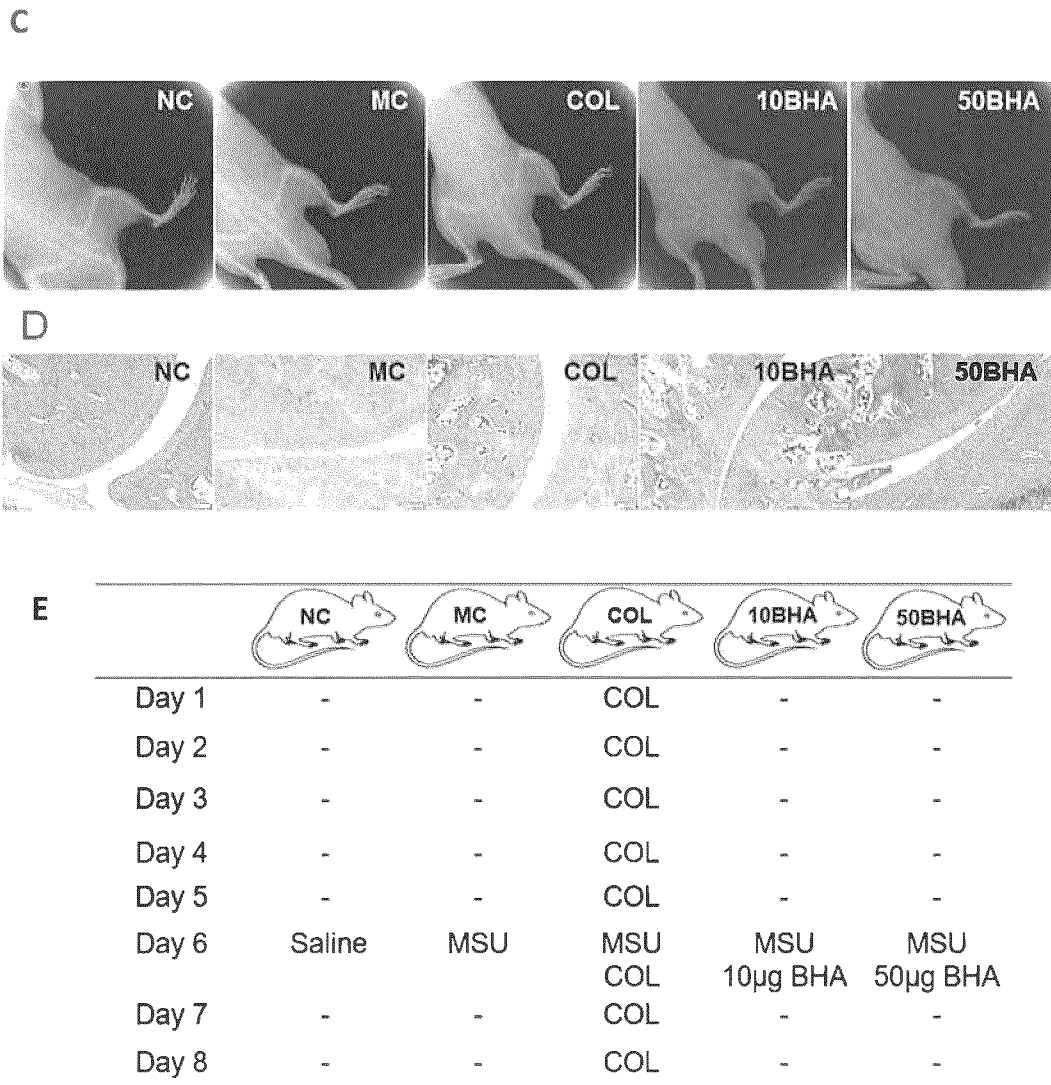 C
NC MC COL 10BHA 50BHA
D
NC MC COL 10BHA 50BHA
E
NC MC COL 10BHA 50BHA
Day 1 - - COL - -
Day 2 - - COL - -
Day 3 - - COL - -
Day 4 - - COL - -
Day 5 - - COL - -
Day 6 Saline MSU MSU MSU MSU
COL 10µg BHA 50µg BHA
Day 7 - - COL - -
Day 8 - - COL - -